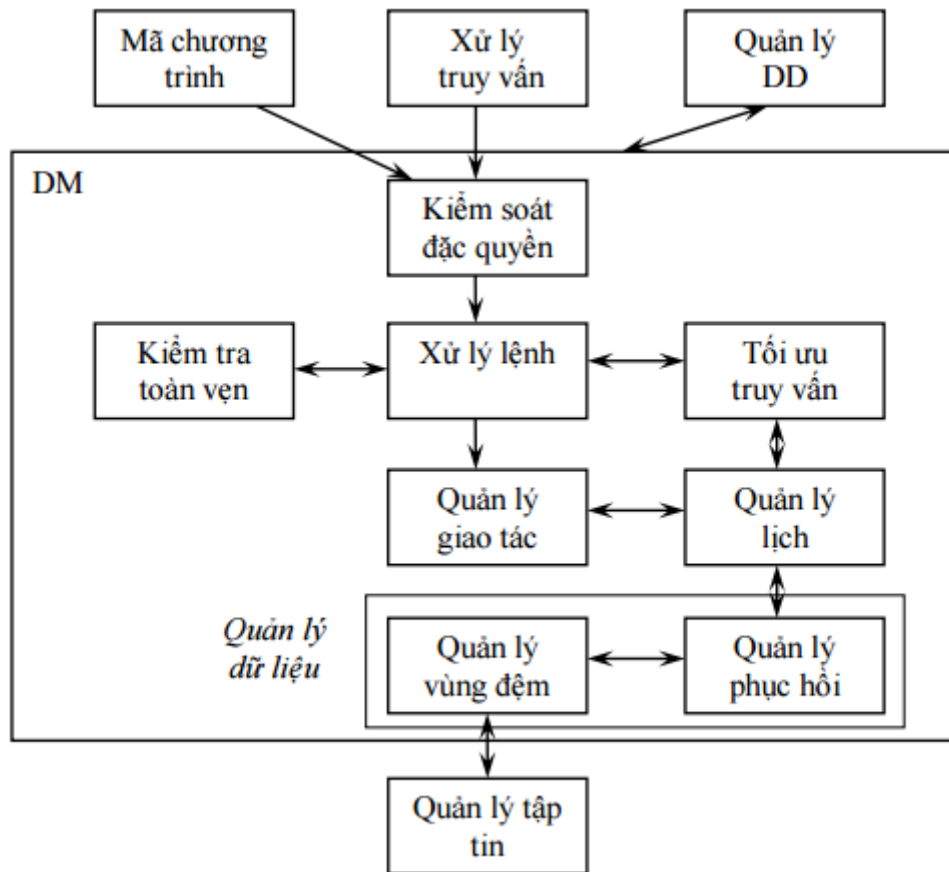 Mã chương
trình
Xử lý
truy vấn
Quản lý
DD
DM
Kiểm soát
đặc quyền
Kiểm tra
toàn vẹn
Xử lý lệnh
Tối ưu
truy vấn
Quản lý
giao tác
Quản lý
lịch
Quản lý
dữ liệu
Quản lý
vùng đệm
Quản lý
phục hồi
Quản lý tập
tin